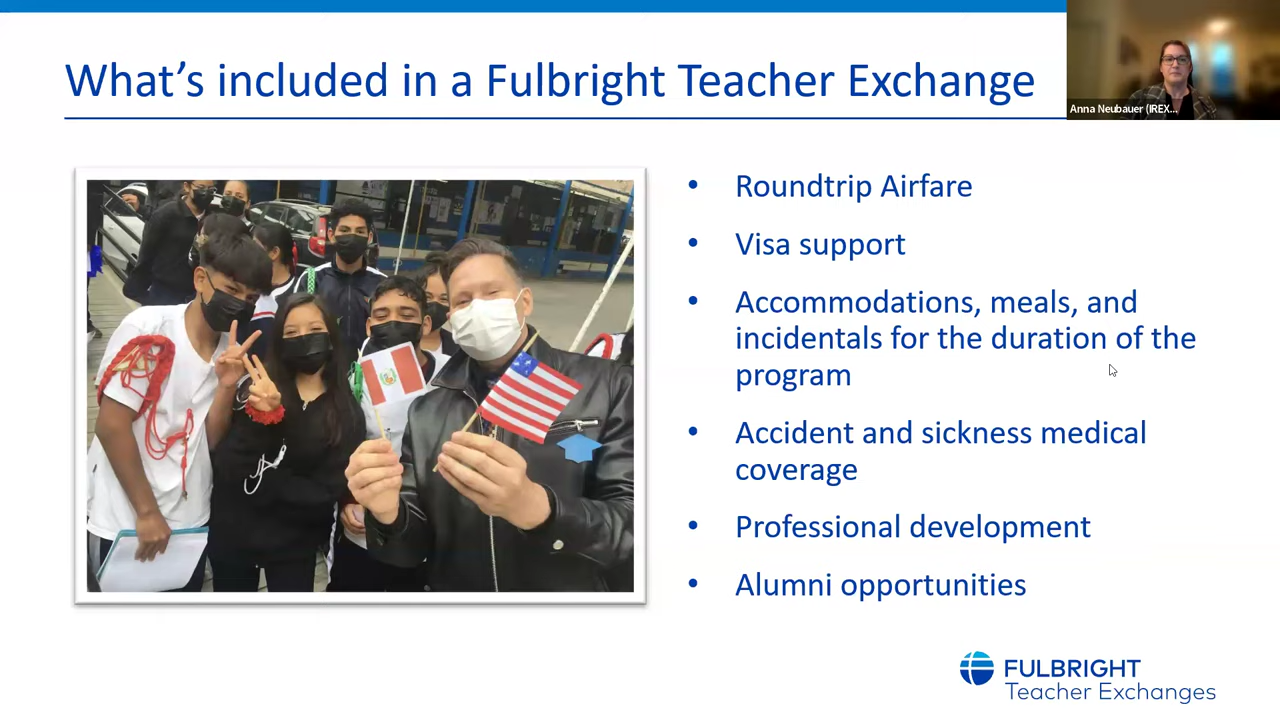 What's included in a Fulbright Teacher Exchange
Anna Neubauer (IREX...
• Roundtrip Airfare
• Visa support
• Accommodations, meals, and
incidentals for the duration of the
program
• Accident and sickness medical
coverage
• Professional development
• Alumni opportunities
FULBRIGHT
Teacher Exchanges